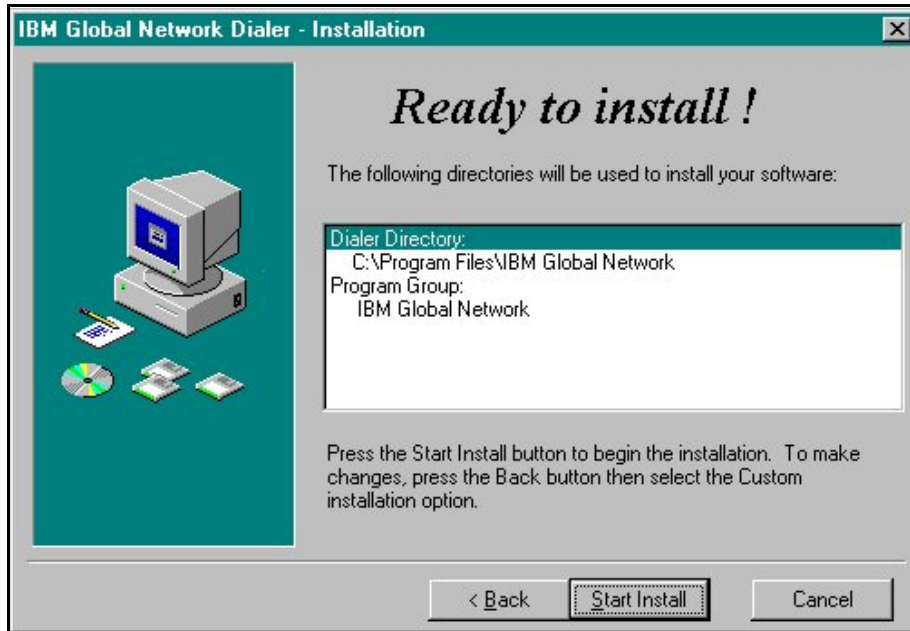 IBM Global Network Dialer - Installation
Ready to install !
The following directories will be used to install your software:
Dialer Directory:
C:\Program Files\IBM Global Network
Program Group:
IBM Global Network
Press the Start Install button to begin the installation. To make
changes, press the Back button then select the Custom
installation option.
< Back
Start Install
Cancel